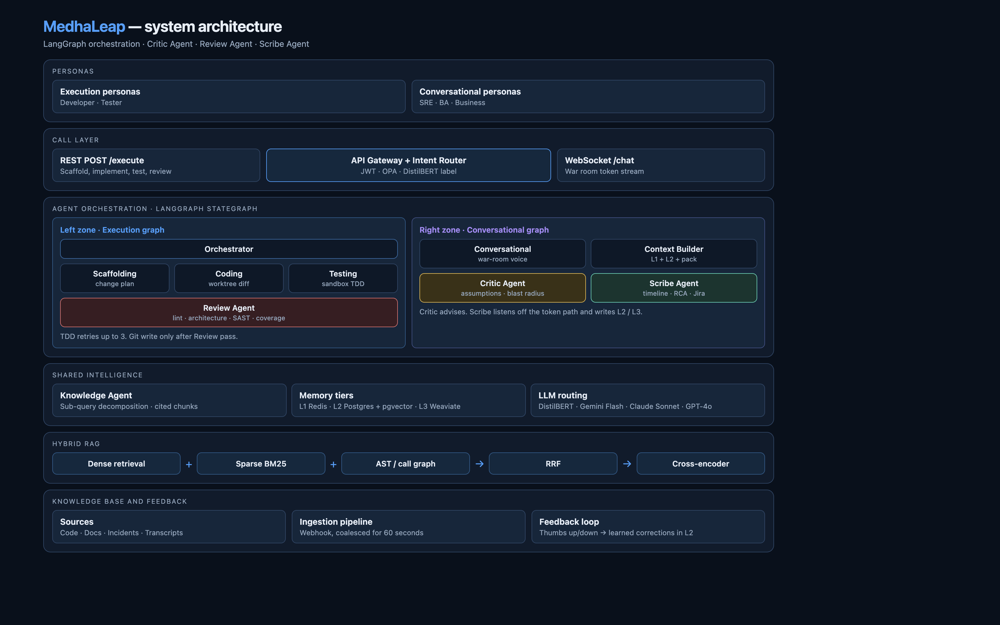 MedhaLeap — system architecture
LangGraph orchestration · Critic Agent · Review Agent · Scribe Agent
PERSONAS
Execution personas
Developer · Tester
Conversational personas
SRE · BA · Business
CALL LAYER
REST POST /execute
Scaffold, implement, test, review
API Gateway + Intent Router
JWT · OPA · DistilBERT label
WebSocket /chat
War room token stream
AGENT ORCHESTRATION · LANGGRAPH STATEGRAPH
Left zone · Execution graph
Orchestrator
Scaffolding
change plan
Coding
worktree diff
Testing
sandbox TDD
Review Agent
lint · architecture · SAST · coverage
TDD retries up to 3. Git write only after Review pass.
Right zone · Conversational graph
Conversational
war-room voice
Context Builder
L1 + L2 + pack
Critic Agent
assumptions · blast radius
Scribe Agent
timeline · RCA · Jira
Critic advises. Scribe listens off the token path and writes L2 / L3.
SHARED INTELLIGENCE
Knowledge Agent
Sub-query decomposition · cited chunks
Memory tiers
L1 Redis · L2 Postgres + pgvector · L3 Weaviate
LLM routing
DistilBERT · Gemini Flash · Claude Sonnet · GPT-4o
HYBRID RAG
Dense retrieval + Sparse BM25 + AST / call graph → RRF → Cross-encoder
KNOWLEDGE BASE AND FEEDBACK
Sources
Code · Docs · Incidents · Transcripts
Ingestion pipeline
Webhook, coalesced for 60 seconds
Feedback loop
Thumbs up/down → learned corrections in L2